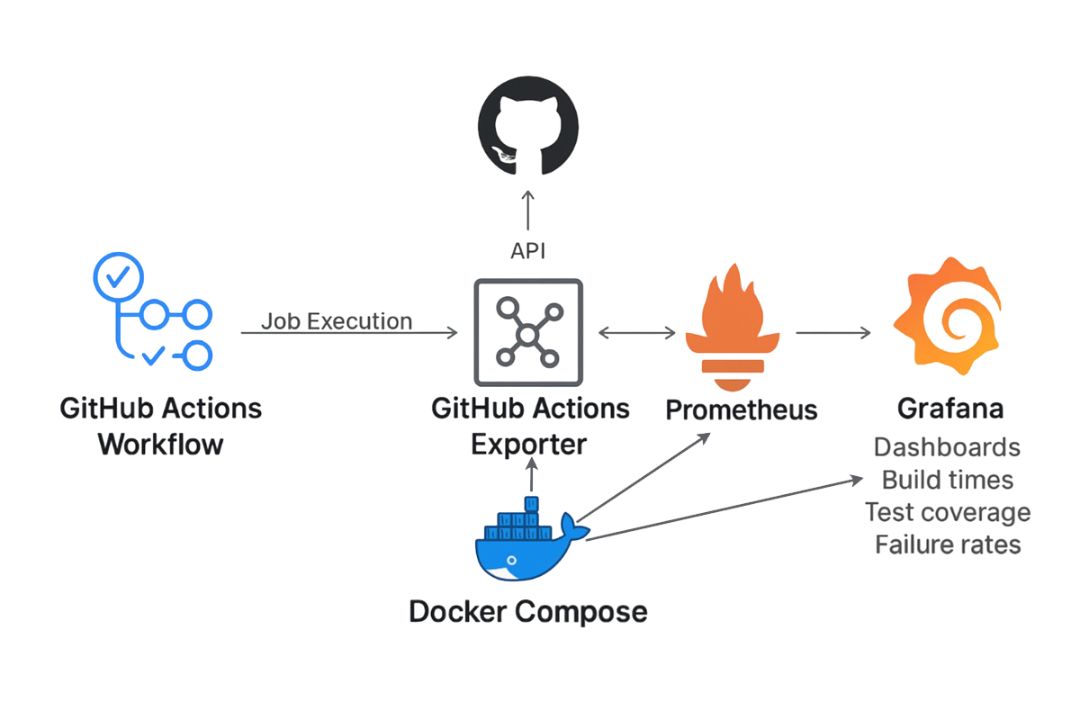 API
Job Execution
GitHub Actions
Workflow
GitHub Actions
Exporter
Prometheus
Grafana
Dashboards
Build times
Test coverage
Failure rates
Docker Compose